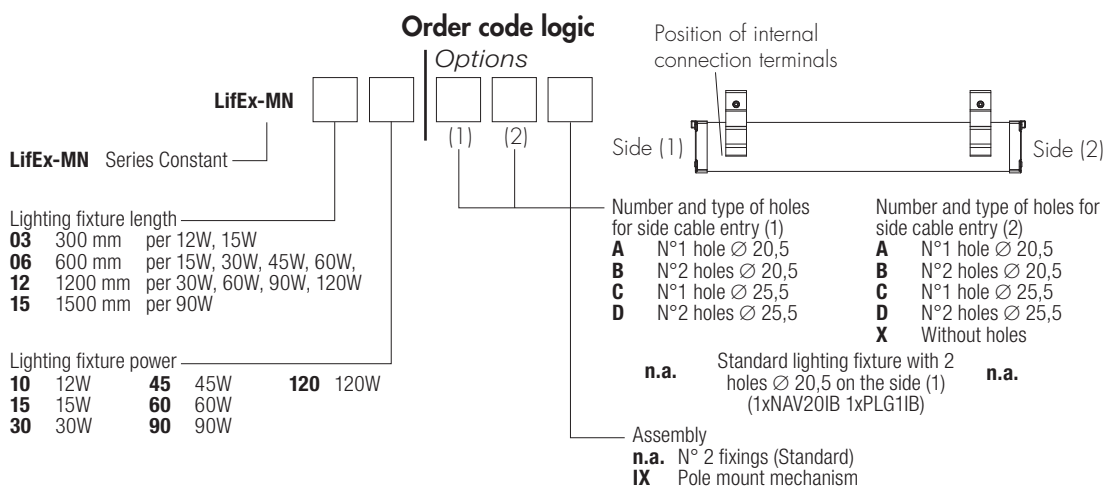 Order code logic
Options
LifEx-MN
(1) (2)
LifEx-MN Series Constant
Position of internal
connection terminals
Side (1)
Side (2)
Lighting fixture length
03 300 mm per 12W, 15W
06 600 mm per 15W, 30W, 45W, 60W,
12 1200 mm per 30W, 60W, 90W, 120W
15 1500 mm per 90W
Lighting fixture power
10 12W 45 45W 120 120W
15 15W 60 60W
30 30W 90 90W
Number and type of holes
for side cable entry (1)
A N°1 hole ∅ 20,5
B N°2 holes ∅ 20,5
C N°1 hole ∅ 25,5
D N°2 holes ∅ 25,5
Number and type of holes for
side cable entry (2)
A N°1 hole ∅ 20,5
B N°2 holes ∅ 20,5
C N°1 hole ∅ 25,5
D N°2 holes ∅ 25,5
X Without holes
n.a. Standard lighting fixture with 2 n.a.
holes ∅ 20,5 on the side (1)
(1xNAV20IB 1xPLG1IB)
Assembly
n.a. N° 2 fixings (Standard)
IX Pole mount mechanism